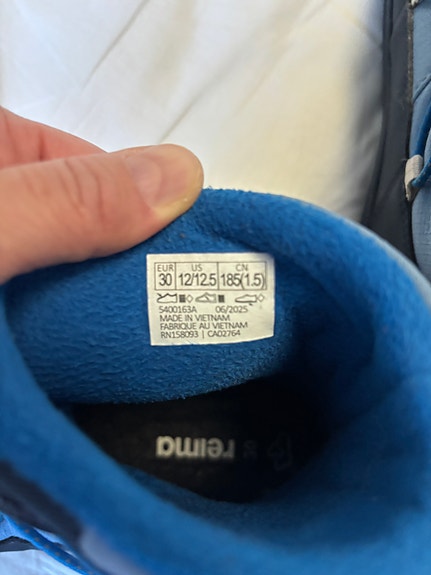 EUR US CN
30 12/12.5 185(1.5)
5400163A 06/2025
MADE IN VIETNAM
FABRIQUE AU VIETNAM
RN158093 | CA02764
reima